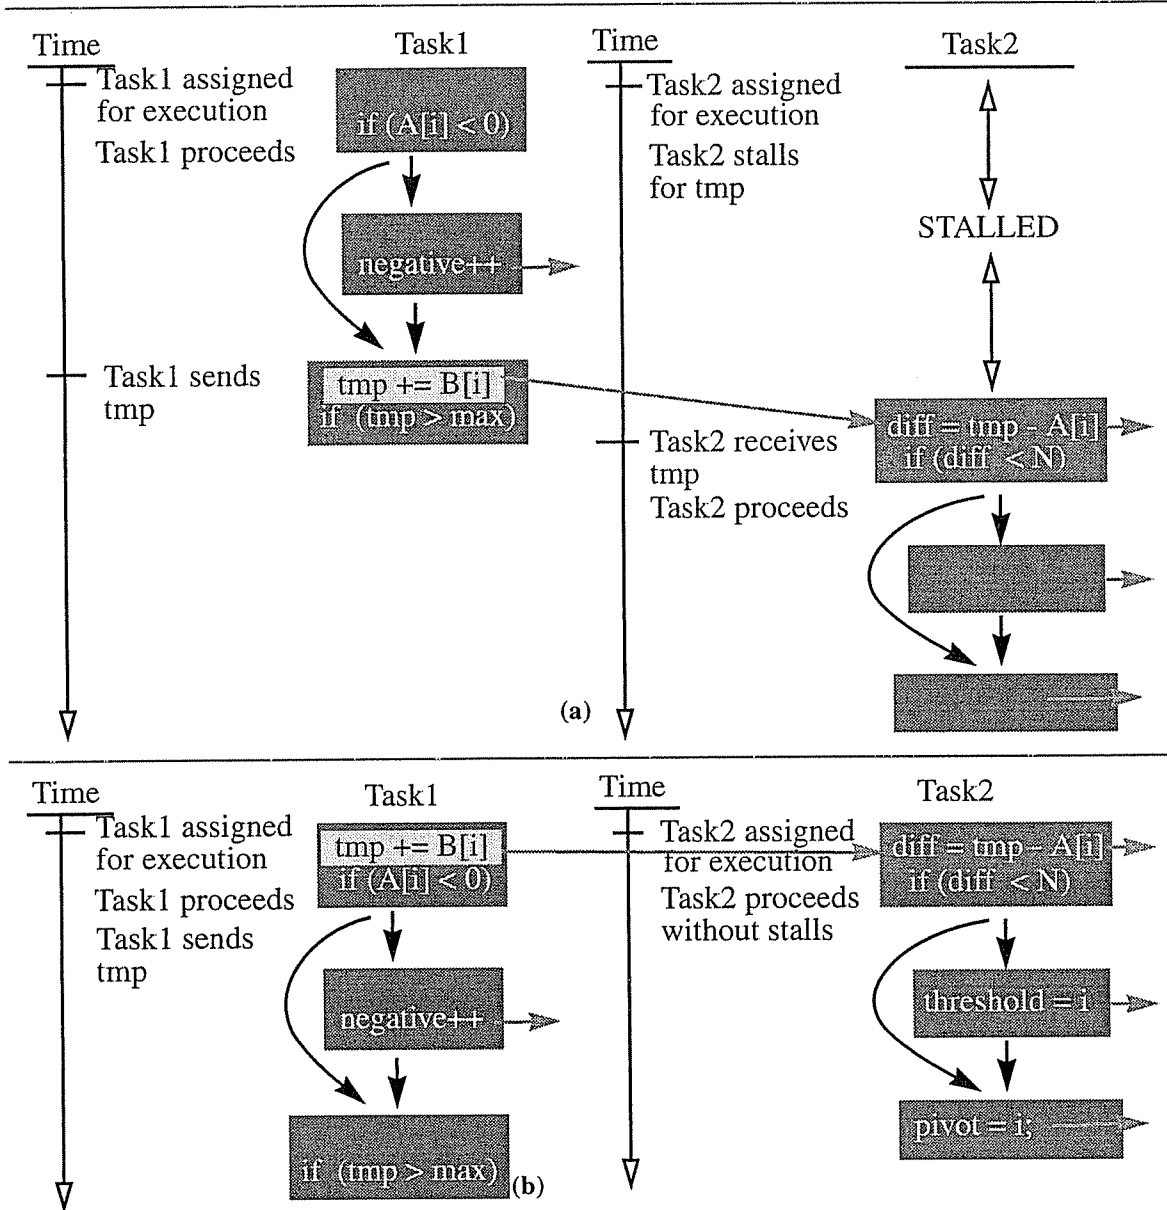 Time
Task1
Time
Task2
Task1 assigned
for execution
Task1 proceeds
if (A[i] < 0)
Task2 assigned
for execution
Task2 stalls
for tmp
STALLED
negative++
Task1 sends
tmp
tmp += B[i]
if (tmp > max)
Task2 receives
tmp
Task2 proceeds
diff = tmp - A[i]
if (diff < N)
(a)
Time
Task1
Time
Task2
Task1 assigned
for execution
Task1 proceeds
Task1 sends
tmp
tmp += B[i]
if (A[i] < 0)
Task2 assigned
for execution
Task2 proceeds
without stalls
diff = tmp - A[i]
if (diff < N)
negative++
threshold = i
if (tmp > max)
pivot = i;
(b)